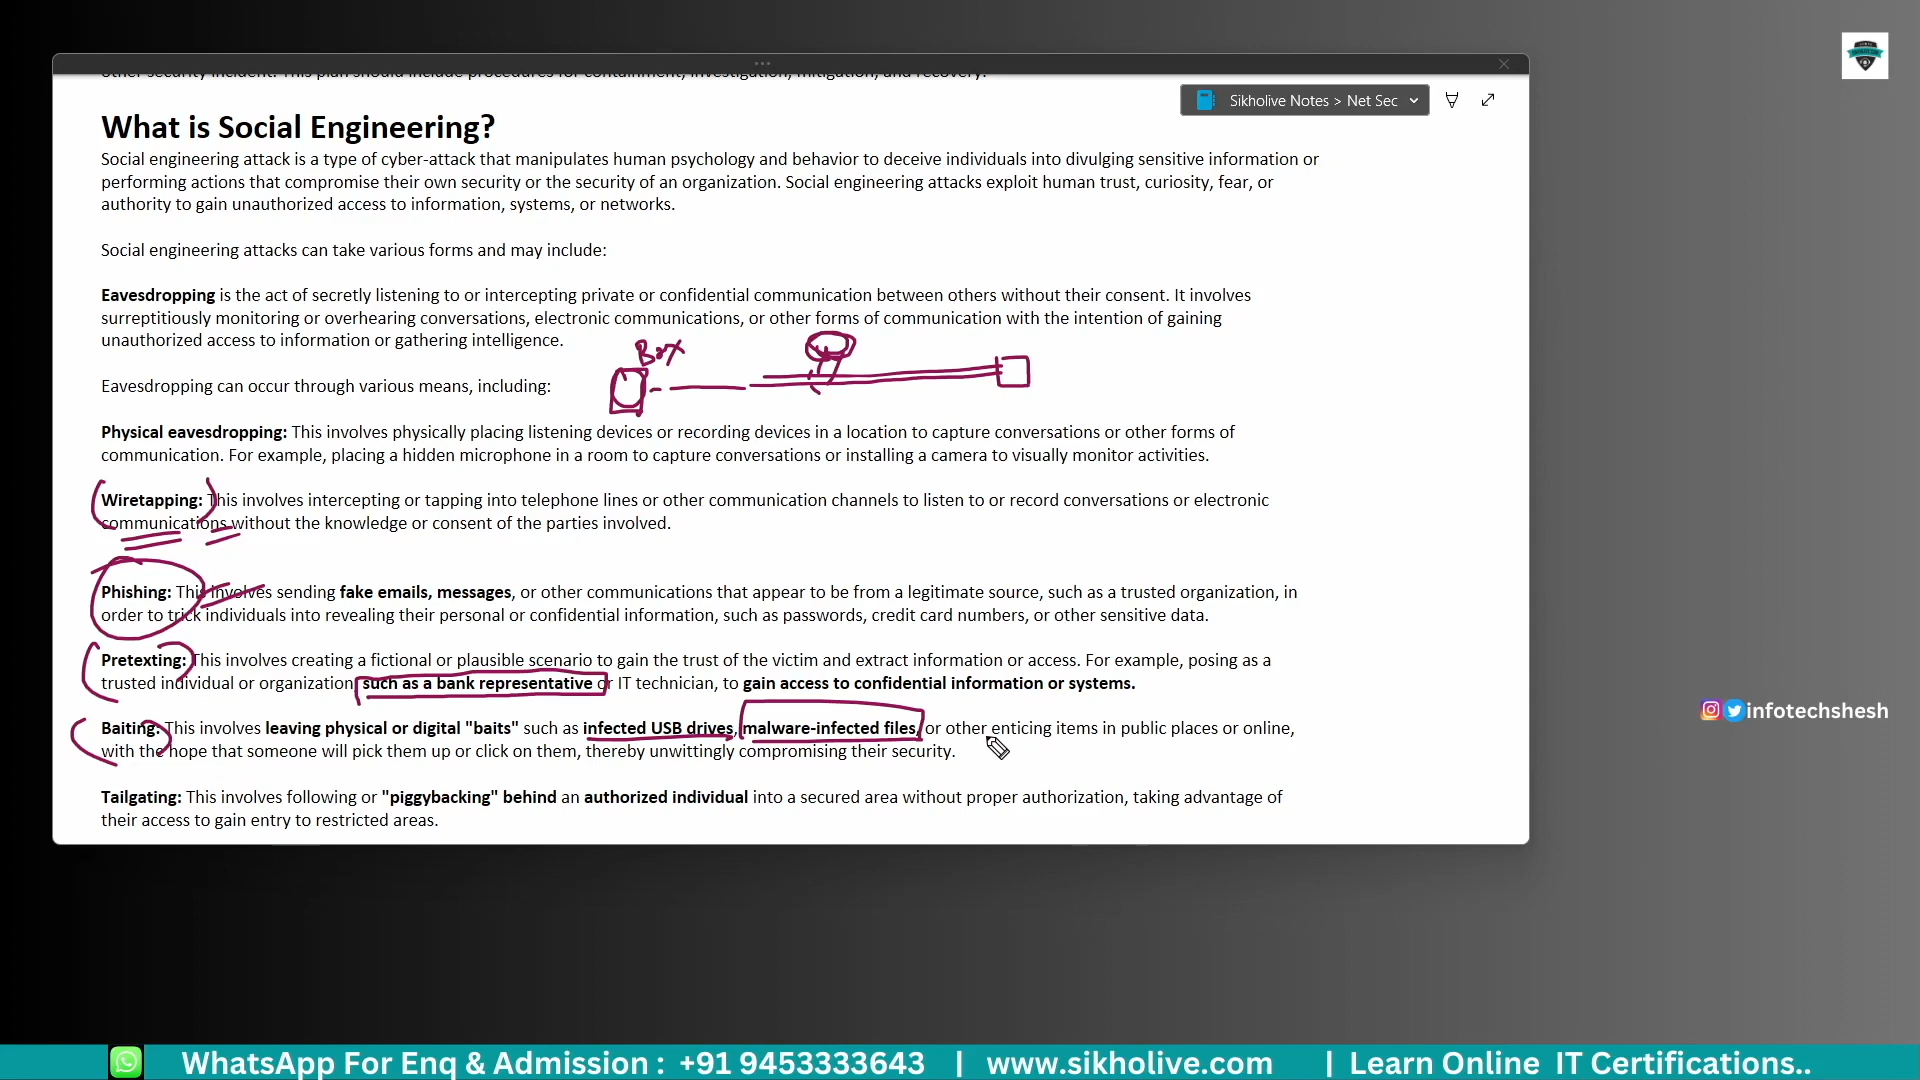 other security incident. This plan should include procedures for containment, investigation, mitigation, and recovery.
Sikholive Notes > Net Sec
What is Social Engineering?
Social engineering attack is a type of cyber-attack that manipulates human psychology and behavior to deceive individuals into divulging sensitive information or
performing actions that compromise their own security or the security of an organization. Social engineering attacks exploit human trust, curiosity, fear, or
authority to gain unauthorized access to information, systems, or networks.
Social engineering attacks can take various forms and may include:
Eavesdropping is the act of secretly listening to or intercepting private or confidential communication between others without their consent. It involves
surreptitiously monitoring or overhearing conversations, electronic communications, or other forms of communication with the intention of gaining
unauthorized access to information or gathering intelligence.
Box
Eavesdropping can occur through various means, including:
Physical eavesdropping: This involves physically placing listening devices or recording devices in a location to capture conversations or other forms of
communication. For example, placing a hidden microphone in a room to capture conversations or installing a camera to visually monitor activities.
Wiretapping: This involves intercepting or tapping into telephone lines or other communication channels to listen to or record conversations or electronic
communications without the knowledge or consent of the parties involved.
Phishing: This involves sending fake emails, messages, or other communications that appear to be from a legitimate source, such as a trusted organization, in
order to trick individuals into revealing their personal or confidential information, such as passwords, credit card numbers, or other sensitive data.
Pretexting: This involves creating a fictional or plausible scenario to gain the trust of the victim and extract information or access. For example, posing as a
trusted individual or organization, such as a bank representative or IT technician, to gain access to confidential information or systems.
Baiting: This involves leaving physical or digital "baits" such as infected USB drives, malware-infected files, or other enticing items in public places or online,
with the hope that someone will pick them up or click on them, thereby unwittingly compromising their security.
Tailgating: This involves following or "piggybacking" behind an authorized individual into a secured area without proper authorization, taking advantage of
their access to gain entry to restricted areas.
infotechshesh
WhatsApp For Enq & Admission : +91 9453333643 | www.sikholive.com | Learn Online IT Certifications..